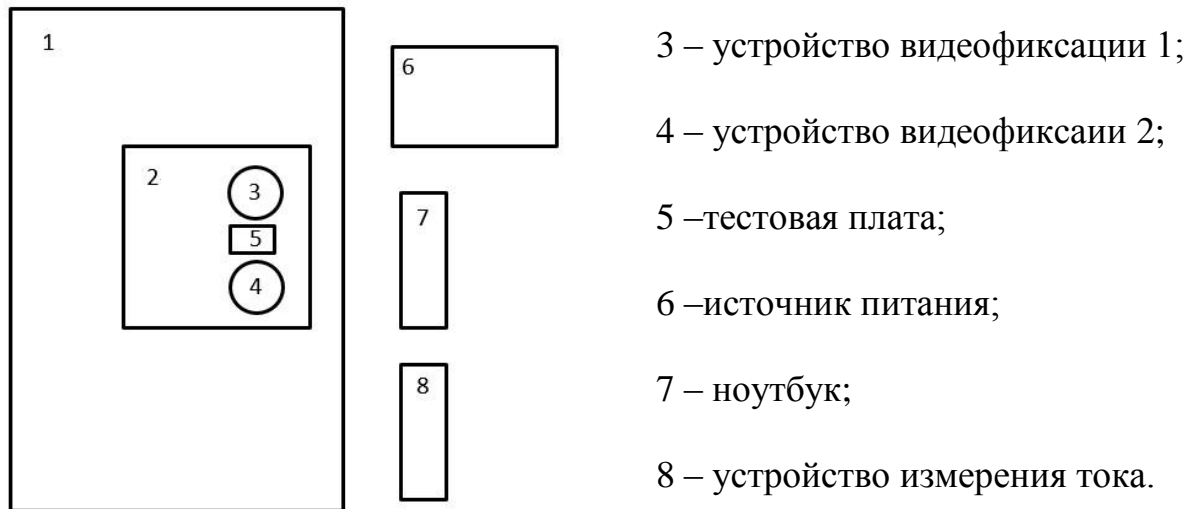 1
2
3
5
4
6
7
8
3 – устройство видеофиксации 1;
4 – устройство видеофиксаии 2;
5 –тестовая плата;
6 –источник питания;
7 – ноутбук;
8 – устройство измерения тока.